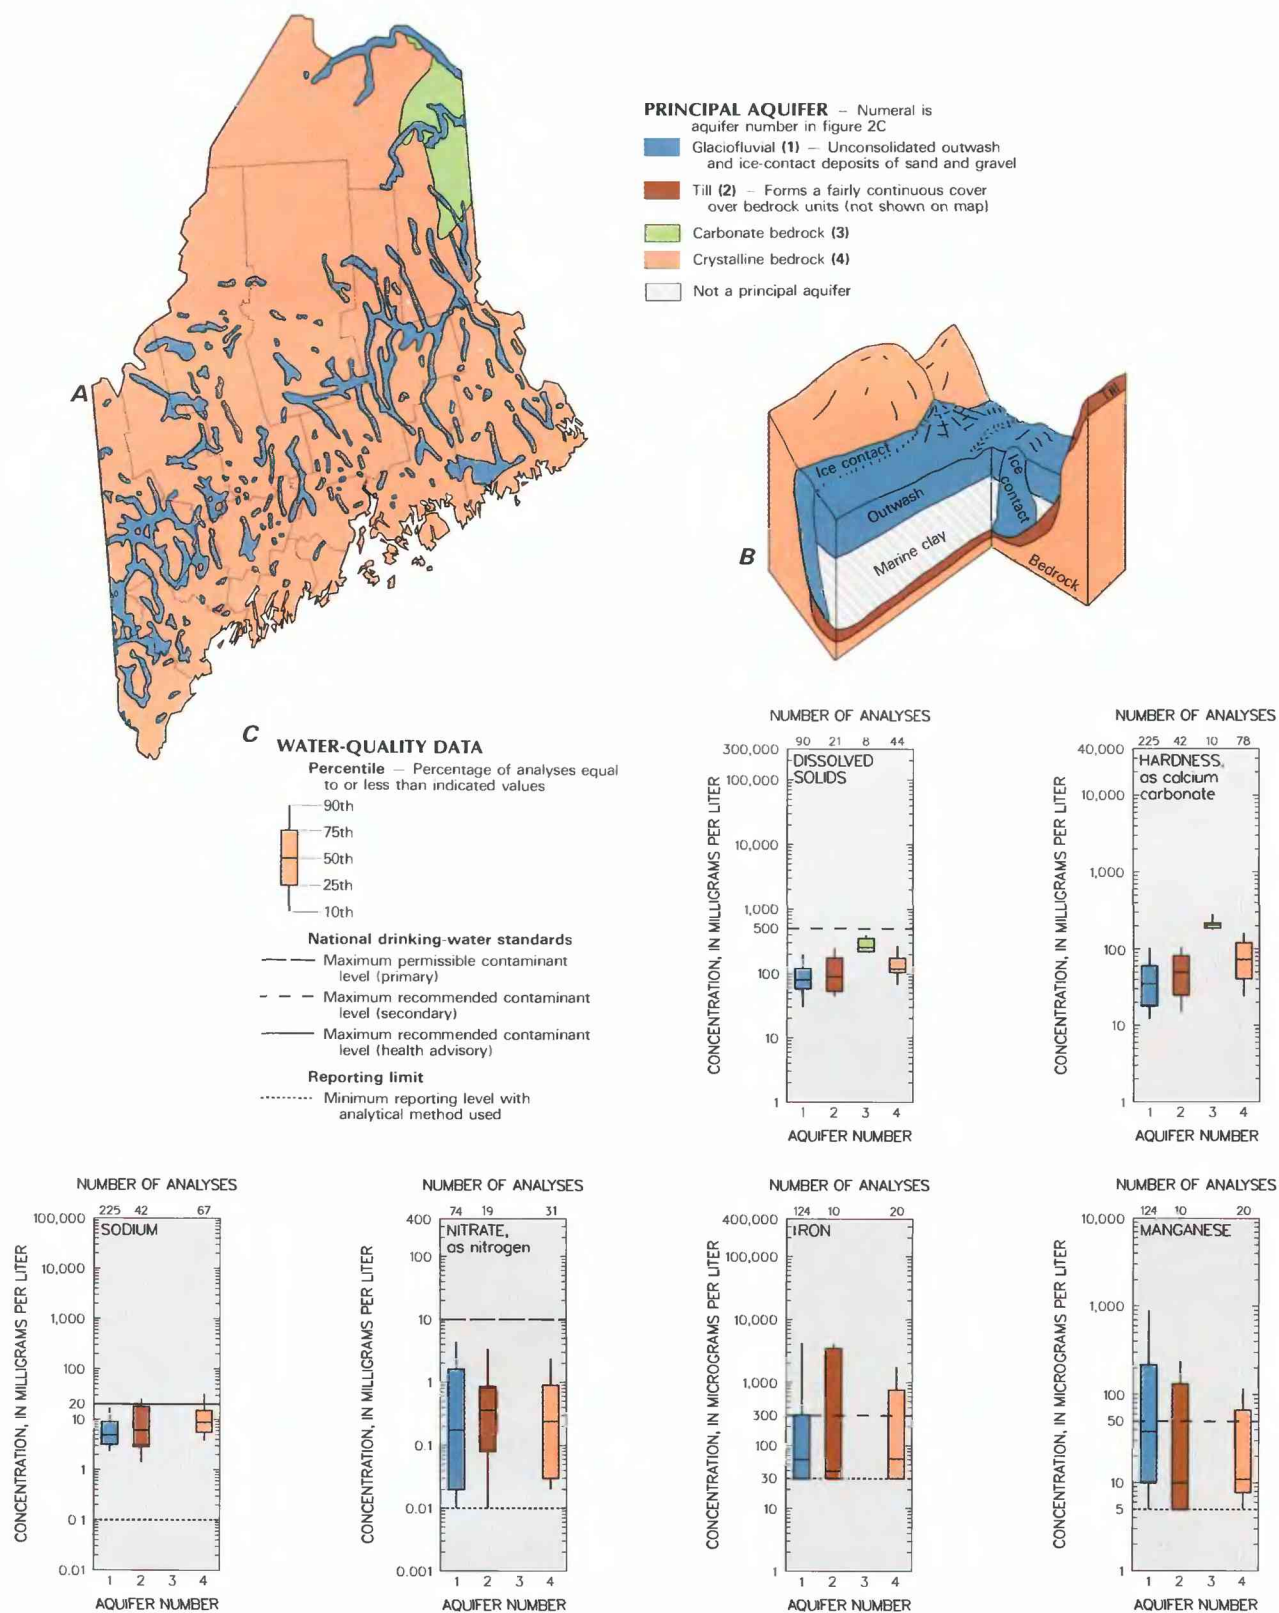 PRINCIPAL AQUIFER – Numeral is
aquifer number in figure 2C
Glaciofluvial (1) – Unconsolidated outwash
and ice-contact deposits of sand and gravel
Till (2) – Forms a fairly continuous cover
over bedrock units (not shown on map)
Carbonate bedrock (3)
Crystalline bedrock (4)
Not a principal aquifer
A
B
Till
Ice contact
Ice
contact
Outwash
Marine clay
Bedrock
C
WATER-QUALITY DATA
Percentile – Percentage of analyses equal
to or less than indicated values
90th
75th
50th
25th
10th
National drinking-water standards
Maximum permissible contaminant
level (primary)
Maximum recommended contaminant
level (secondary)
Maximum recommended contaminant
level (health advisory)
Reporting limit
Minimum reporting level with
analytical method used
NUMBER OF ANALYSES
90 21 8 44
DISSOLVED
SOLIDS
CONCENTRATION, IN MILLIGRAMS PER LITER
300,000
100,000
10,000
1,000
500
100
10
1
1 2 3 4
AQUIFER NUMBER
NUMBER OF ANALYSES
225 42 10 78
HARDNESS,
as calcium
carbonate
CONCENTRATION, IN MILLIGRAMS PER LITER
40,000
10,000
1,000
100
10
1
1 2 3 4
AQUIFER NUMBER
NUMBER OF ANALYSES
225 42 67
SODIUM
CONCENTRATION, IN MILLIGRAMS PER LITER
100,000
10,000
1,000
100
20
10
1
0.1
0.01
1 2 3 4
AQUIFER NUMBER
NUMBER OF ANALYSES
74 19 31
NITRATE,
as nitrogen
CONCENTRATION, IN MILLIGRAMS PER LITER
400
100
10
1
0.1
0.01
0.001
1 2 3 4
AQUIFER NUMBER
NUMBER OF ANALYSES
124 10 20
IRON
CONCENTRATION, IN MICROGRAMS PER LITER
400,000
100,000
10,000
1,000
300
100
30
10
1
1 2 3 4
AQUIFER NUMBER
NUMBER OF ANALYSES
124 10 20
MANGANESE
CONCENTRATION, IN MICROGRAMS PER LITER
10,000
1,000
100
50
10
5
1
1 2 3 4
AQUIFER NUMBER